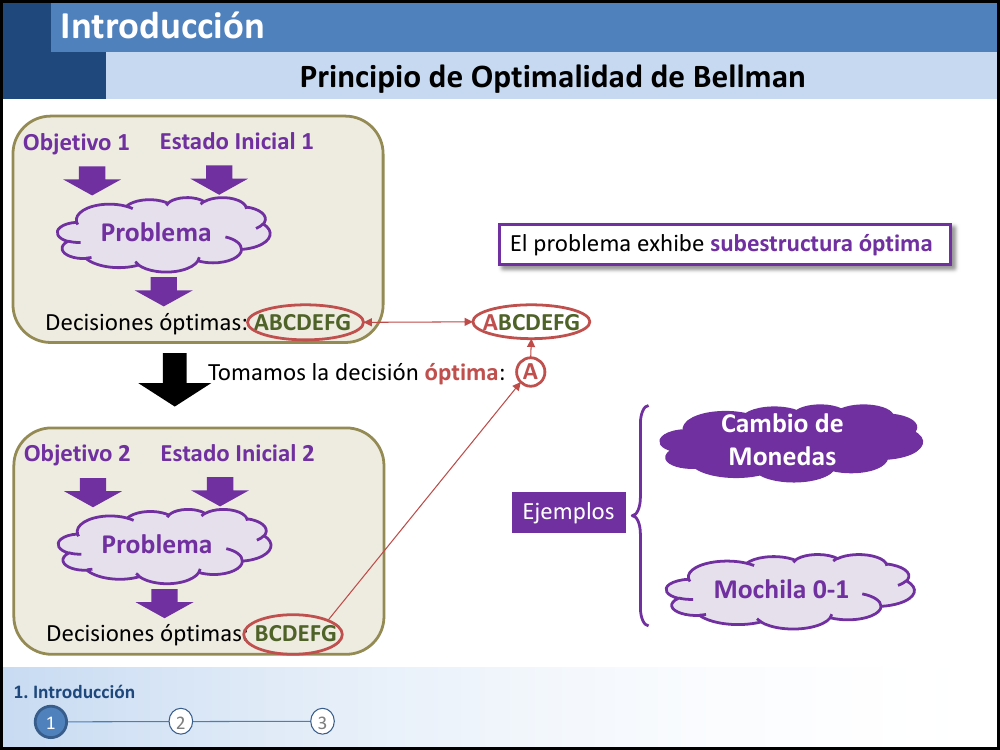 Introducción
Principio de Optimalidad de Bellman
Objetivo 1
Estado Inicial 1
Problema
Decisiones óptimas: ABCDEFG
El problema exhibe subestructura óptima
ABCDEFG
Tomamos la decisión óptima: A
Objetivo 2
Estado Inicial 2
Problema
Decisiones óptimas: BCDEFG
Ejemplos
Cambio de
Monedas
Mochila 0-1
1. Introducción
1
2
3